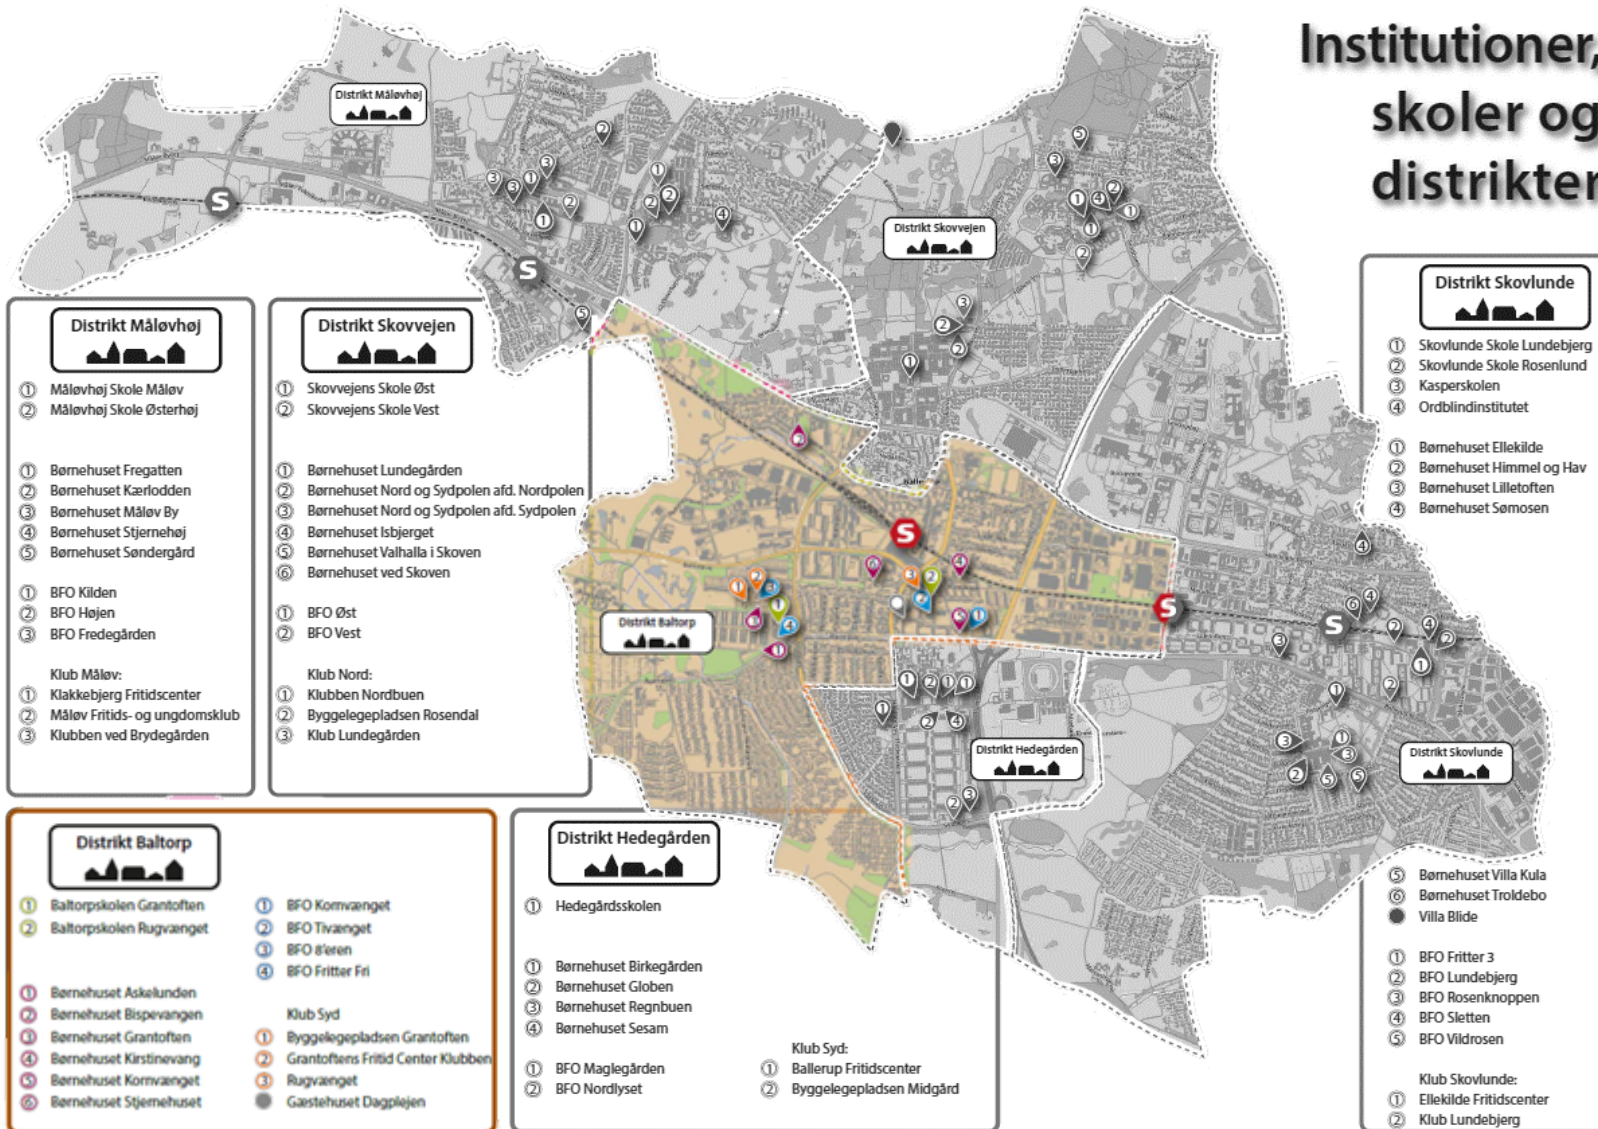 Institutioner,
skoler og
distrikter
Distrikt Måløvhøj
Distrikt Skovvejen
Distrikt Baltorp
Distrikt Hedegården
Distrikt Skovlunde
S
S
S
S
S
Distrikt Måløvhøj
1 Måløvhøj Skole Måløv
2 Måløvhøj Skole Østerhøj
1 Børnehuset Fregatten
2 Børnehuset Kærlodden
3 Børnehuset Måløv By
4 Børnehuset Stjernehøj
5 Børnehuset Søndergård
1 BFO Kilden
2 BFO Højen
3 BFO Fredegården
Klub Måløv:
1 Klakkebjerg Fritidscenter
2 Måløv Fritids- og ungdomsklub
3 Klubben ved Brydegården
Distrikt Skovvejen
1 Skovvejens Skole Øst
2 Skovvejens Skole Vest
1 Børnehuset Lundegården
2 Børnehuset Nord og Sydpolen afd. Nordpolen
3 Børnehuset Nord og Sydpolen afd. Sydpolen
4 Børnehuset Isbjerget
5 Børnehuset Valhalla i Skoven
6 Børnehuset ved Skoven
1 BFO Øst
2 BFO Vest
Klub Nord:
1 Klubben Nordbuen
2 Byggelegepladsen Rosendal
3 Klub Lundegården
Distrikt Baltorp
1 Baltorpskolen Grantoften
2 Baltorpskolen Rugvænget
1 Børnehuset Askelunden
2 Børnehuset Bispevangen
3 Børnehuset Grantoften
4 Børnehuset Kirstinevang
5 Børnehuset Kornvænget
6 Børnehuset Stjernehuset
1 BFO Kornvænget
2 BFO Tivænget
3 BFO 8'eren
4 BFO Fritter Fri
Klub Syd
1 Byggelegepladsen Grantoften
2 Grantoftens Fritid Center Klubben
3 Rugvænget
Gæstehuset Dagplejen
Distrikt Hedegården
1 Hedegårdsskolen
1 Børnehuset Birkegården
2 Børnehuset Globen
3 Børnehuset Regnbuen
4 Børnehuset Sesam
1 BFO Maglegården
2 BFO Nordlyset
Klub Syd:
1 Ballerup Fritidscenter
2 Byggelegepladsen Midgård
Distrikt Skovlunde
1 Skovlunde Skole Lundebjerg
2 Skovlunde Skole Rosenlund
3 Kasperskolen
4 Ordblindinstitutet
1 Børnehuset Ellekilde
2 Børnehuset Himmel og Hav
3 Børnehuset Lilletoften
4 Børnehuset Sømosen
5 Børnehuset Villa Kula
6 Børnehuset Troldebo
Villa Blide
1 BFO Fritter 3
2 BFO Lundebjerg
3 BFO Rosenknoppen
4 BFO Sletten
5 BFO Vildrosen
Klub Skovlunde:
1 Ellekilde Fritidscenter
2 Klub Lundebjerg